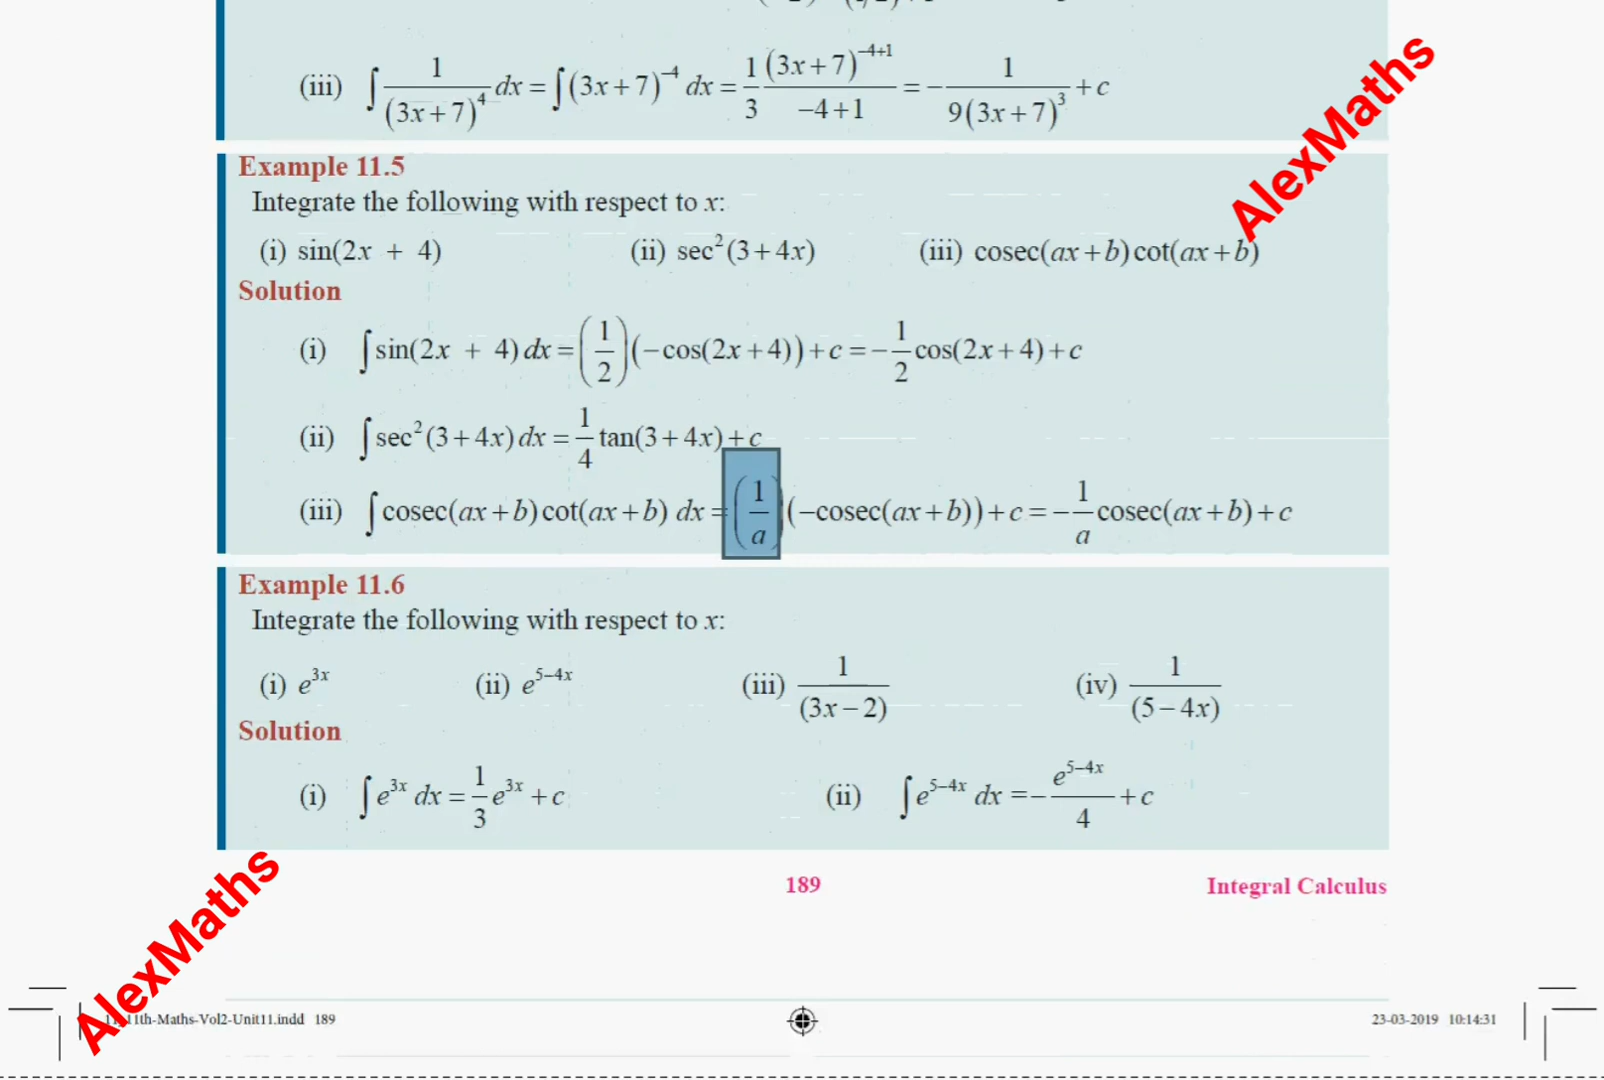 (iii) ∫ 1/(3x+7)⁴ dx = ∫(3x+7)⁻⁴ dx = 1/3 (3x+7)⁻⁴⁺¹/(−4+1) = − 1/(9(3x+7)³) + c
AlexMaths
Example 11.5
Integrate the following with respect to x:
(i) sin(2x + 4) (ii) sec²(3+4x) (iii) cosec(ax+b)cot(ax+b)
Solution
(i) ∫sin(2x + 4) dx = (1/2)(−cos(2x+4))+c = −1/2 cos(2x+4)+c
(ii) ∫sec²(3+4x) dx = 1/4 tan(3+4x)+c
(iii) ∫cosec(ax+b)cot(ax+b) dx = (1/a)(−cosec(ax+b))+c = −1/a cosec(ax+b)+c
Example 11.6
Integrate the following with respect to x:
(i) e³ˣ (ii) e⁵⁻⁴ˣ (iii) 1/(3x−2) (iv) 1/(5−4x)
Solution
(i) ∫e³ˣ dx = 1/3 e³ˣ + c (ii) ∫e⁵⁻⁴ˣ dx = − e⁵⁻⁴ˣ/4 + c
189 Integral Calculus
AlexMaths
11th-Maths-Vol2-Unit11.indd 189 23-03-2019 10:14:31